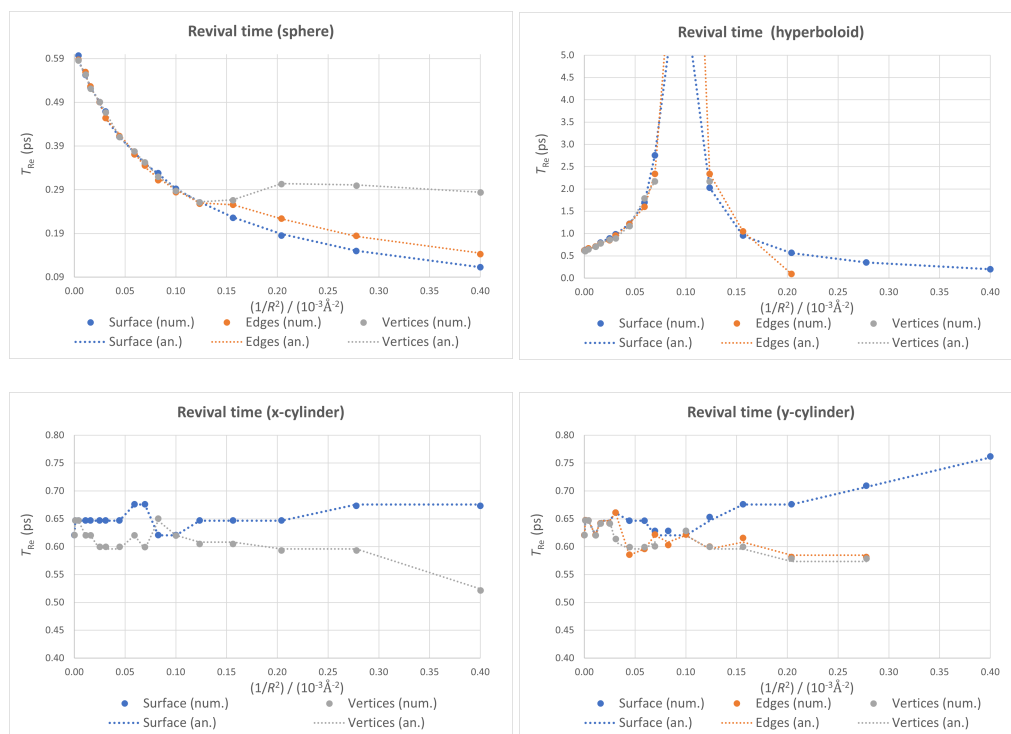 Revival time (sphere)
0.59
0.49
0.39
0.29
0.19
0.09
T_Re (ps)
0.00 0.05 0.10 0.15 0.20 0.25 0.30 0.35 0.40
(1/R²) / (10⁻³Å⁻²)
Surface (num.) Edges (num.) Vertices (num.)
Surface (an.) Edges (an.) Vertices (an.)
Revival time (hyperboloid)
5.0
4.5
4.0
3.5
3.0
2.5
2.0
1.5
1.0
0.5
0.0
T_Re (ps)
0.00 0.05 0.10 0.15 0.20 0.25 0.30 0.35 0.40
(1/R²) / (10⁻³Å⁻²)
Surface (num.) Edges (num.) Vertices (num.)
Surface (an.) Edges (an.) Vertices (an.)
Revival time (x-cylinder)
0.80
0.75
0.70
0.65
0.60
0.55
0.50
0.45
0.40
T_Re (ps)
0.00 0.05 0.10 0.15 0.20 0.25 0.30 0.35 0.40
(1/R²) / (10⁻³Å⁻²)
Surface (num.) Vertices (num.)
Surface (an.) Vertices (an.)
Revival time (y-cylinder)
0.80
0.75
0.70
0.65
0.60
0.55
0.50
0.45
0.40
T_Re (ps)
0.00 0.05 0.10 0.15 0.20 0.25 0.30 0.35 0.40
(1/R²) / (10⁻³Å⁻²)
Surface (num.) Edges (num.) Vertices (num.)
Surface (an.) Edges (an.) Vertices (an.)